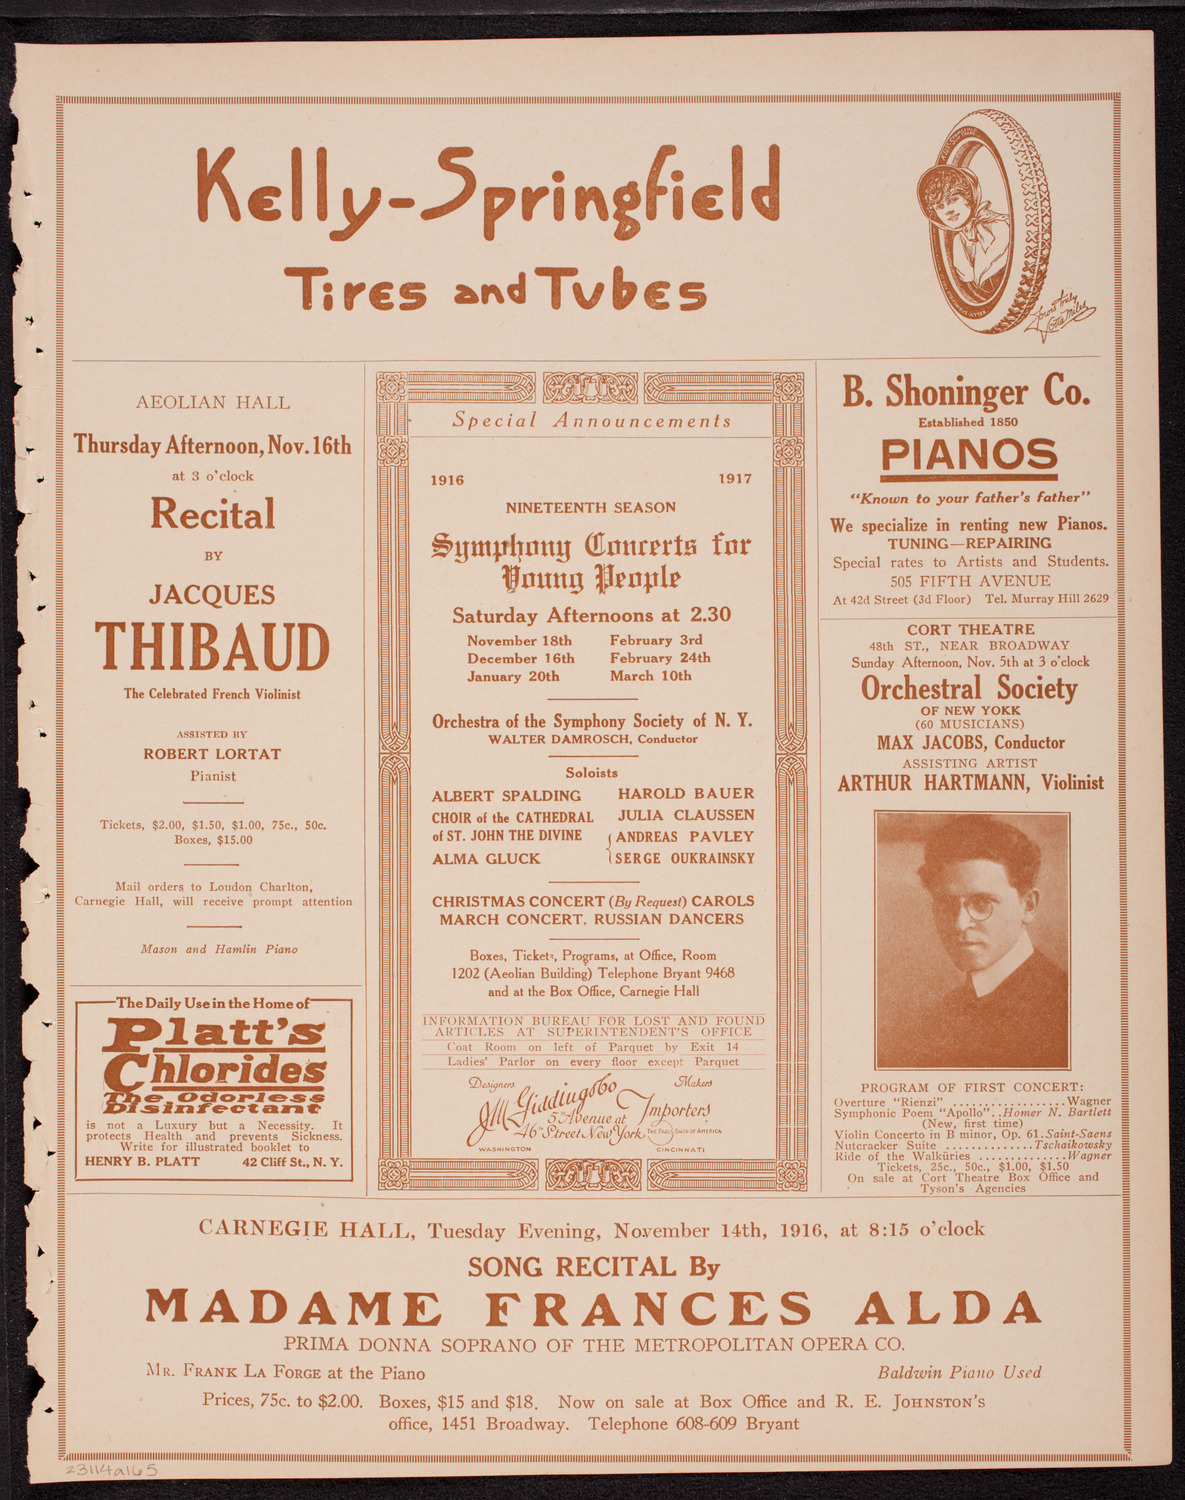 Kelly-Springfield
Tires and Tubes
Yours truly
Lotta Miles
AEOLIAN HALL
Thursday Afternoon, Nov. 16th
at 3 o'clock
Recital
BY
JACQUES
THIBAUD
The Celebrated French Violinist
ASSISTED BY
ROBERT LORTAT
Pianist
Tickets, $2.00, $1.50, $1.00, 75c., 50c.
Boxes, $15.00
Mail orders to Loudon Charlton,
Carnegie Hall, will receive prompt attention
Mason and Hamlin Piano
The Daily Use in the Home of
Platt's
Chlorides
The Odorless
Disinfectant
is not a Luxury but a Necessity. It
protects Health and prevents Sickness.
Write for illustrated booklet to
HENRY B. PLATT 42 Cliff St., N. Y.
Special Announcements
1916 1917
NINETEENTH SEASON
Symphony Concerts for
Young People
Saturday Afternoons at 2.30
November 18th February 3rd
December 16th February 24th
January 20th March 10th
Orchestra of the Symphony Society of N. Y.
WALTER DAMROSCH, Conductor
Soloists
ALBERT SPALDING HAROLD BAUER
CHOIR of the CATHEDRAL JULIA CLAUSSEN
of ST. JOHN THE DIVINE ANDREAS PAVLEY
ALMA GLUCK SERGE OUKRAINSKY
CHRISTMAS CONCERT (By Request) CAROLS
MARCH CONCERT, RUSSIAN DANCERS
Boxes, Tickets, Programs, at Office, Room
1202 (Aeolian Building) Telephone Bryant 9468
and at the Box Office, Carnegie Hall
INFORMATION BUREAU FOR LOST AND FOUND
ARTICLES AT SUPERINTENDENT'S OFFICE
Coat Room on left of Parquet by Exit 14
Ladies' Parlor on every floor except Parquet
Designers Makers
J.M. Giddings & Co
5th Avenue at Importers
46th Street New York THE PARIS SHOP OF AMERICA
WASHINGTON CINCINNATI
B. Shoninger Co.
Established 1850
PIANOS
"Known to your father's father"
We specialize in renting new Pianos.
TUNING—REPAIRING
Special rates to Artists and Students.
505 FIFTH AVENUE
At 42d Street (3d Floor) Tel. Murray Hill 2629
CORT THEATRE
48th ST., NEAR BROADWAY
Sunday Afternoon, Nov. 5th at 3 o'clock
Orchestral Society
OF NEW YORK
(60 MUSICIANS)
MAX JACOBS, Conductor
ASSISTING ARTIST
ARTHUR HARTMANN, Violinist
PROGRAM OF FIRST CONCERT:
Overture "Rienzi" ..................Wagner
Symphonic Poem "Apollo"..Homer N. Bartlett
(New, first time)
Violin Concerto in B minor, Op. 61.Saint-Saens
Nutcracker Suite ..............Tschaikowsky
Ride of the Walküries ..............Wagner
Tickets, 25c., 50c., $1.00, $1.50
On sale at Cort Theatre Box Office and
Tyson's Agencies
CARNEGIE HALL, Tuesday Evening, November 14th, 1916, at 8:15 o'clock
SONG RECITAL By
MADAME FRANCES ALDA
PRIMA DONNA SOPRANO OF THE METROPOLITAN OPERA CO.
MR. FRANK LA FORGE at the Piano Baldwin Piano Used
Prices, 75c. to $2.00. Boxes, $15 and $18. Now on sale at Box Office and R. E. JOHNSTON'S
office, 1451 Broadway. Telephone 608-609 Bryant
23114a165